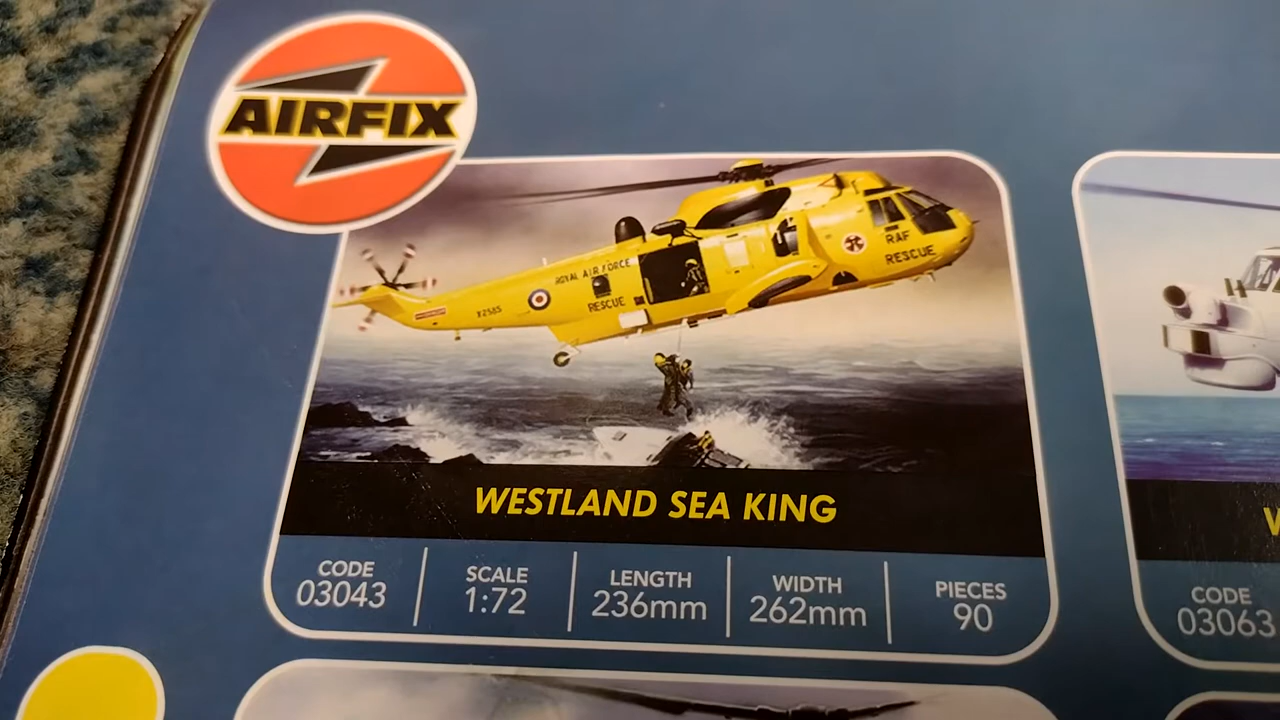 AIRFIX
ROYAL AIR FORCE
RESCUE
RAF
RESCUE
WESTLAND SEA KING
CODE
03043
SCALE
1:72
LENGTH
236mm
WIDTH
262mm
PIECES
90
CODE
03063